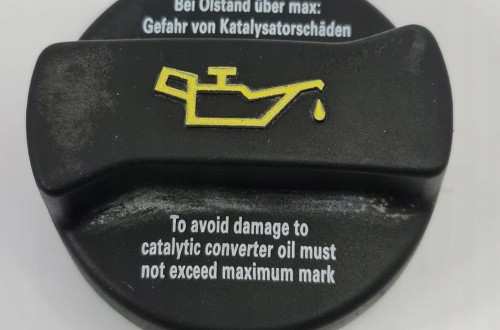 Bei Ölstand über max:
Gefahr von Katalysatorschäden
To avoid damage to
catalytic converter oil must
not exceed maximum mark